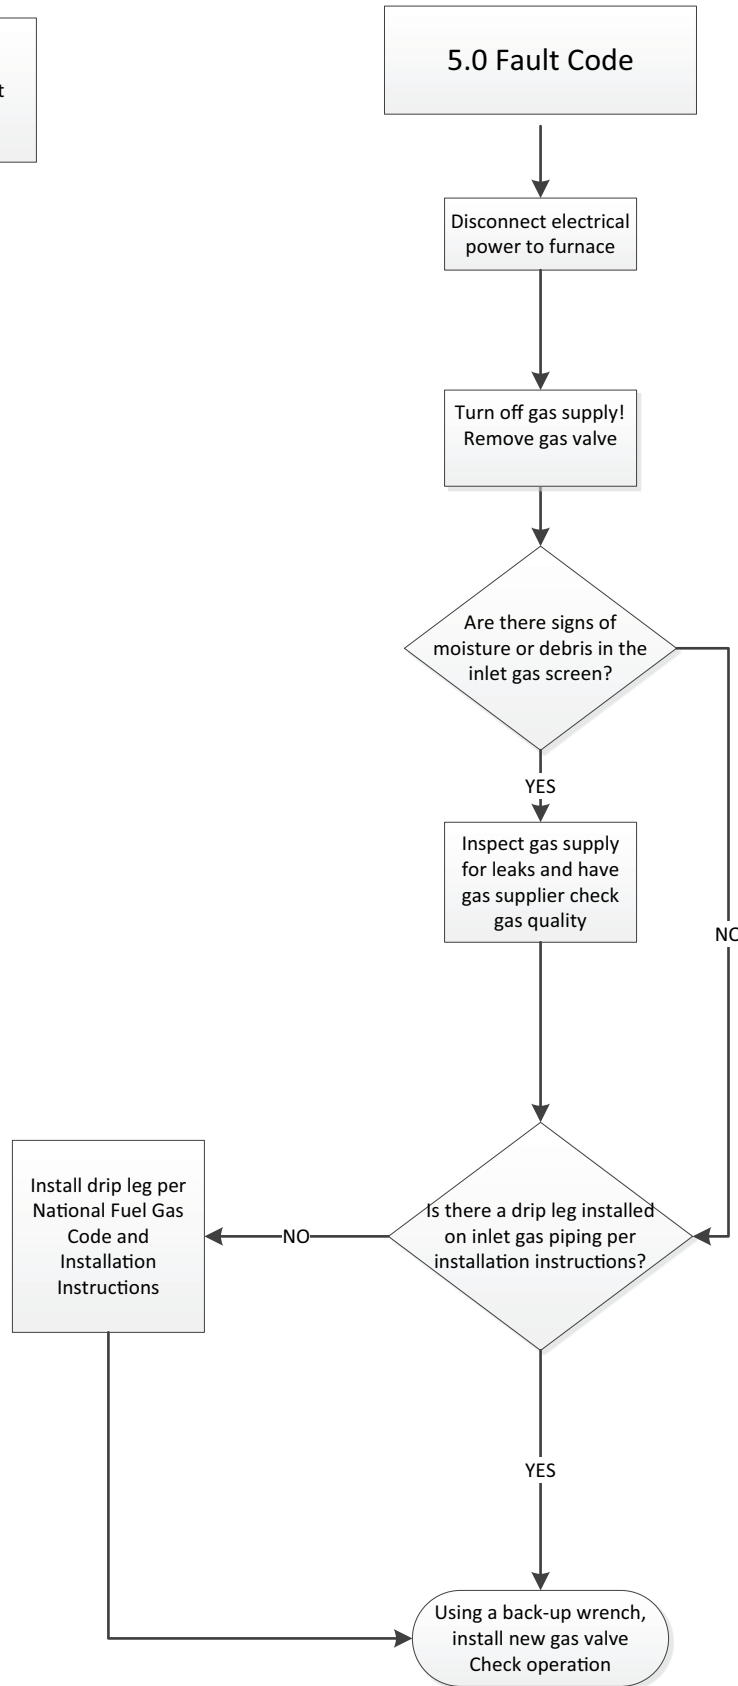 5.0 Fault Code
t
Disconnect electrical
power to furnace
Turn off gas supply!
Remove gas valve
Are there signs of
moisture or debris in the
inlet gas screen?
YES
Inspect gas supply
for leaks and have
gas supplier check
gas quality
NO
Install drip leg per
National Fuel Gas
Code and
Installation
Instructions
NO
Is there a drip leg installed
on inlet gas piping per
installation instructions?
YES
Using a back-up wrench,
install new gas valve
Check operation